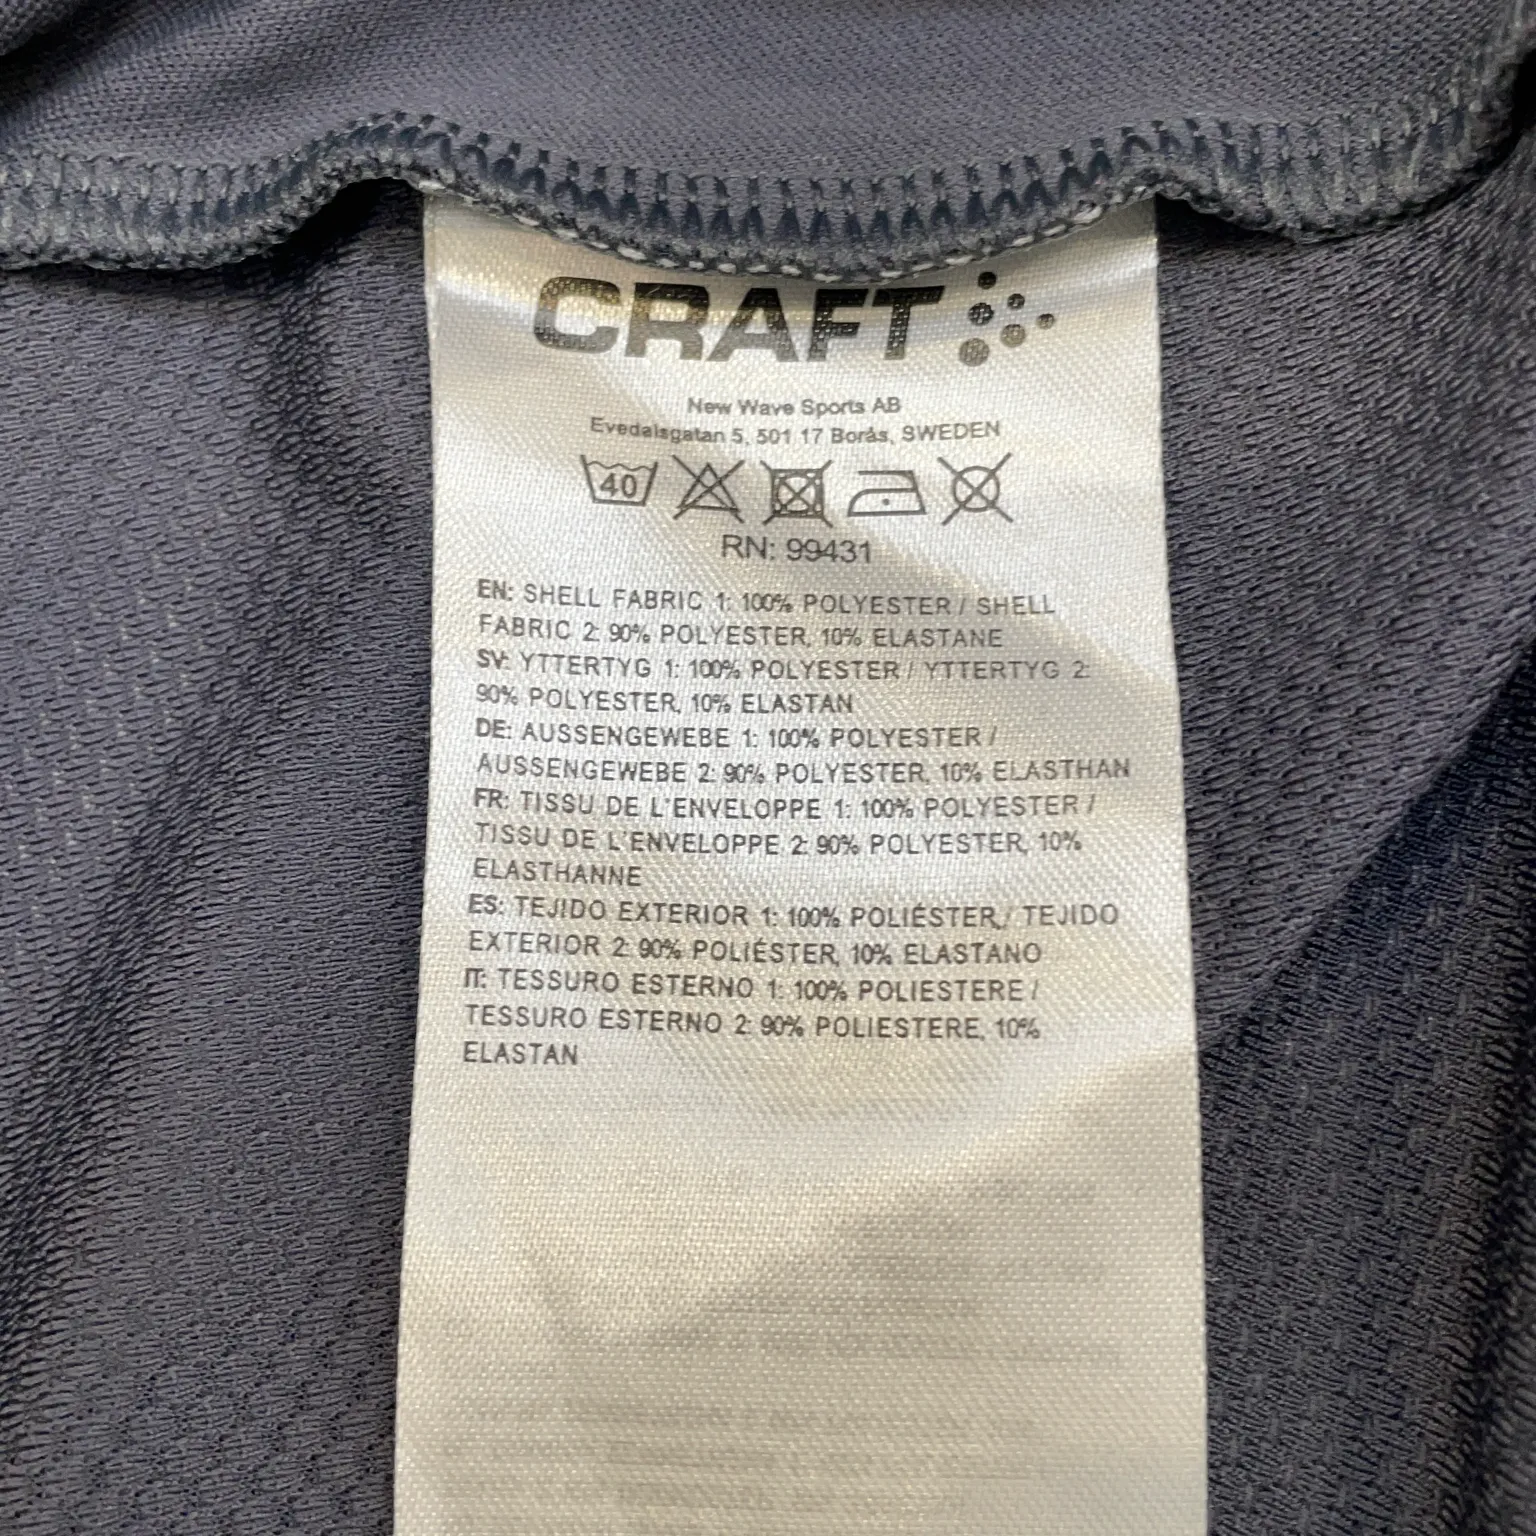 CRAFT
New Wave Sports AB
Evedalsgatan 5, 501 17 Borås, SWEDEN
40
RN: 99431
EN: SHELL FABRIC 1: 100% POLYESTER / SHELL
FABRIC 2: 90% POLYESTER, 10% ELASTANE
SV: YTTERTYG 1: 100% POLYESTER / YTTERTYG 2:
90% POLYESTER, 10% ELASTAN
DE: AUSSENGEWEBE 1: 100% POLYESTER /
AUSSENGEWEBE 2: 90% POLYESTER, 10% ELASTHAN
FR: TISSU DE L'ENVELOPPE 1: 100% POLYESTER /
TISSU DE L'ENVELOPPE 2: 90% POLYESTER, 10%
ELASTHANNE
ES: TEJIDO EXTERIOR 1: 100% POLIÉSTER, / TEJIDO
EXTERIOR 2: 90% POLIÉSTER, 10% ELASTANO
IT: TESSURO ESTERNO 1: 100% POLIESTERE /
TESSURO ESTERNO 2: 90% POLIESTERE, 10%
ELASTAN